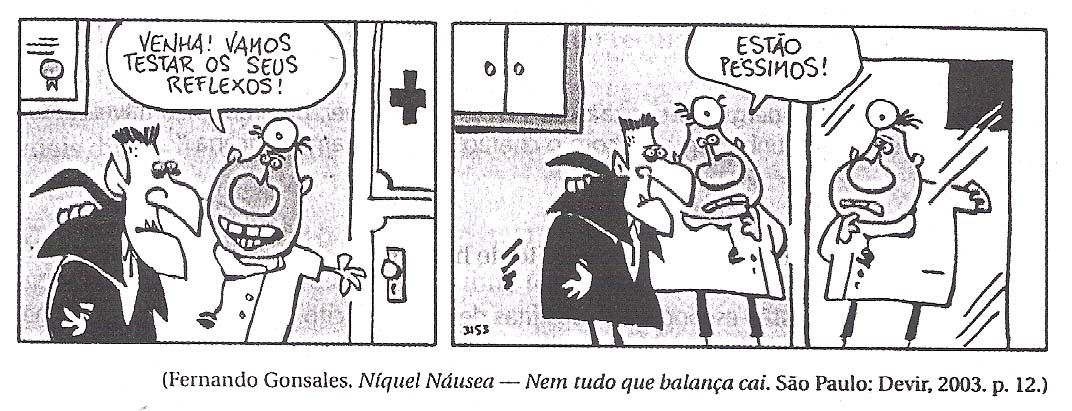 VENHA! VAMOS
TESTAR OS SEUS
REFLEXOS!
ESTÃO
PÉSSIMOS!
3153
(Fernando Gonsales. Níquel Náusea — Nem tudo que balança cai. São Paulo: Devir, 2003. p. 12.)